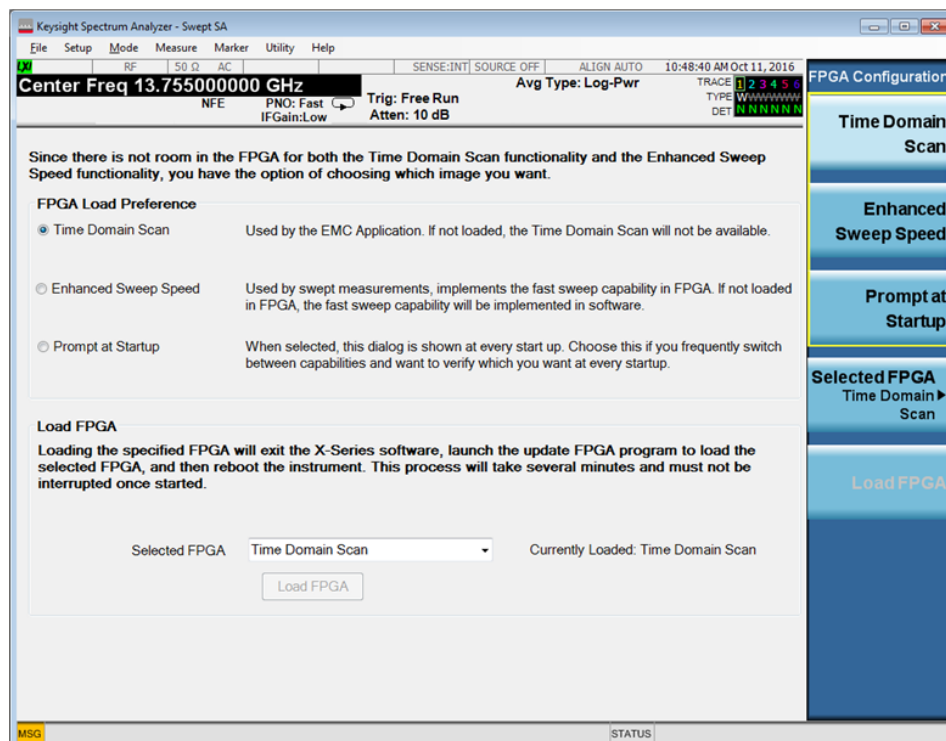 Keysight Spectrum Analyzer - Swept SA
File Setup Mode Measure Marker Utility Help
LXI RF 50 Ω AC SENSE:INT SOURCE OFF ALIGN AUTO 10:48:40 AM Oct 11, 2016
Center Freq 13.755000000 GHz
NFE
PNO: Fast
IFGain:Low
Trig: Free Run
Atten: 10 dB
Avg Type: Log-Pwr
TRACE 1 2 3 4 5 6
TYPE WWWWWW
DET N N N N N N
Since there is not room in the FPGA for both the Time Domain Scan functionality and the Enhanced Sweep
Speed functionality, you have the option of choosing which image you want.
FPGA Load Preference
Time Domain Scan
Used by the EMC Application. If not loaded, the Time Domain Scan will not be available.
Enhanced Sweep Speed
Used by swept measurements, implements the fast sweep capability in FPGA. If not loaded
in FPGA, the fast sweep capability will be implemented in software.
Prompt at Startup
When selected, this dialog is shown at every start up. Choose this if you frequently switch
between capabilities and want to verify which you want at every startup.
Load FPGA
Loading the specified FPGA will exit the X-Series software, launch the update FPGA program to load the
selected FPGA, and then reboot the instrument. This process will take several minutes and must not be
interrupted once started.
Selected FPGA Time Domain Scan Currently Loaded: Time Domain Scan
Load FPGA
FPGA Configuration
Time Domain
Scan
Enhanced
Sweep Speed
Prompt at
Startup
Selected FPGA
Time Domain
Scan
Load FPGA
MSG STATUS